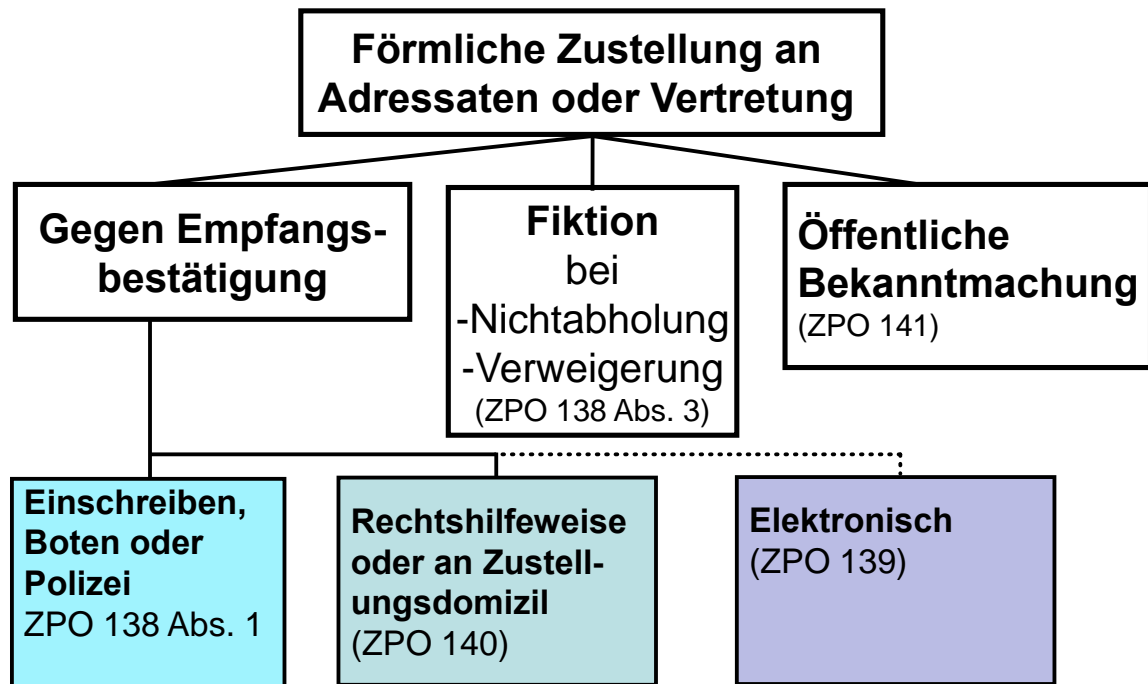 Förmliche Zustellung an
Adressaten oder Vertretung
Gegen Empfangs-
bestätigung
Fiktion
bei
-Nichtabholung
-Verweigerung
(ZPO 138 Abs. 3)
Öffentliche
Bekanntmachung
(ZPO 141)
Einschreiben,
Boten oder
Polizei
ZPO 138 Abs. 1
Rechtshilfeweise
oder an Zustell-
ungsdomizil
(ZPO 140)
Elektronisch
(ZPO 139)